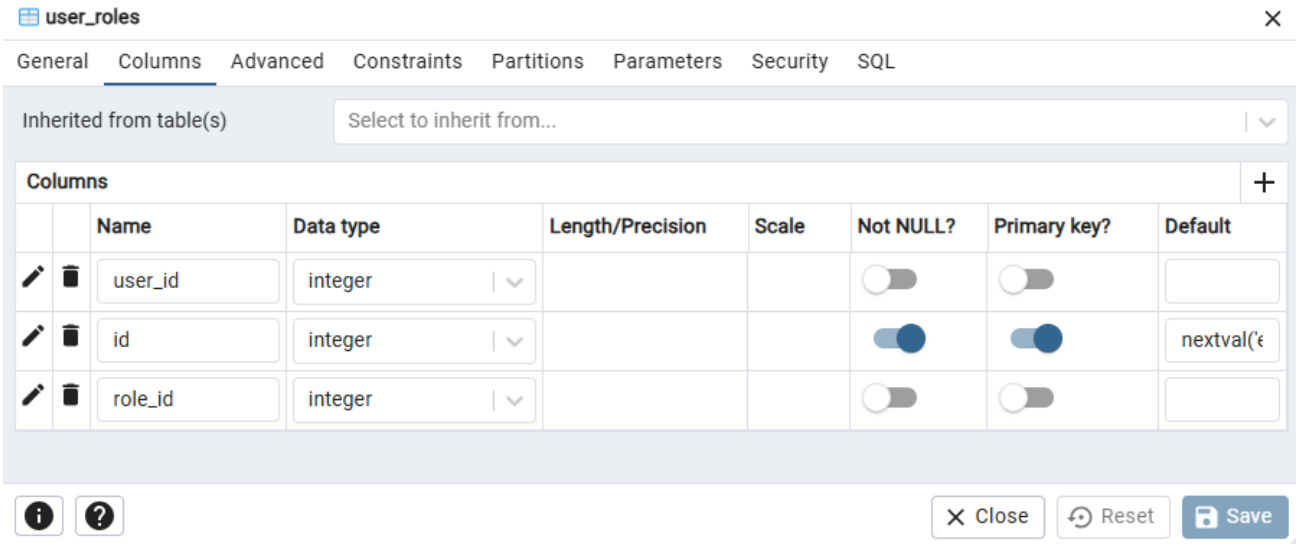 user_roles
General Columns Advanced Constraints Partitions Parameters Security SQL
Inherited from table(s) Select to inherit from...
Columns
Name Data type Length/Precision Scale Not NULL? Primary key? Default
user_id integer
id integer nextval('e
role_id integer
Close Reset Save